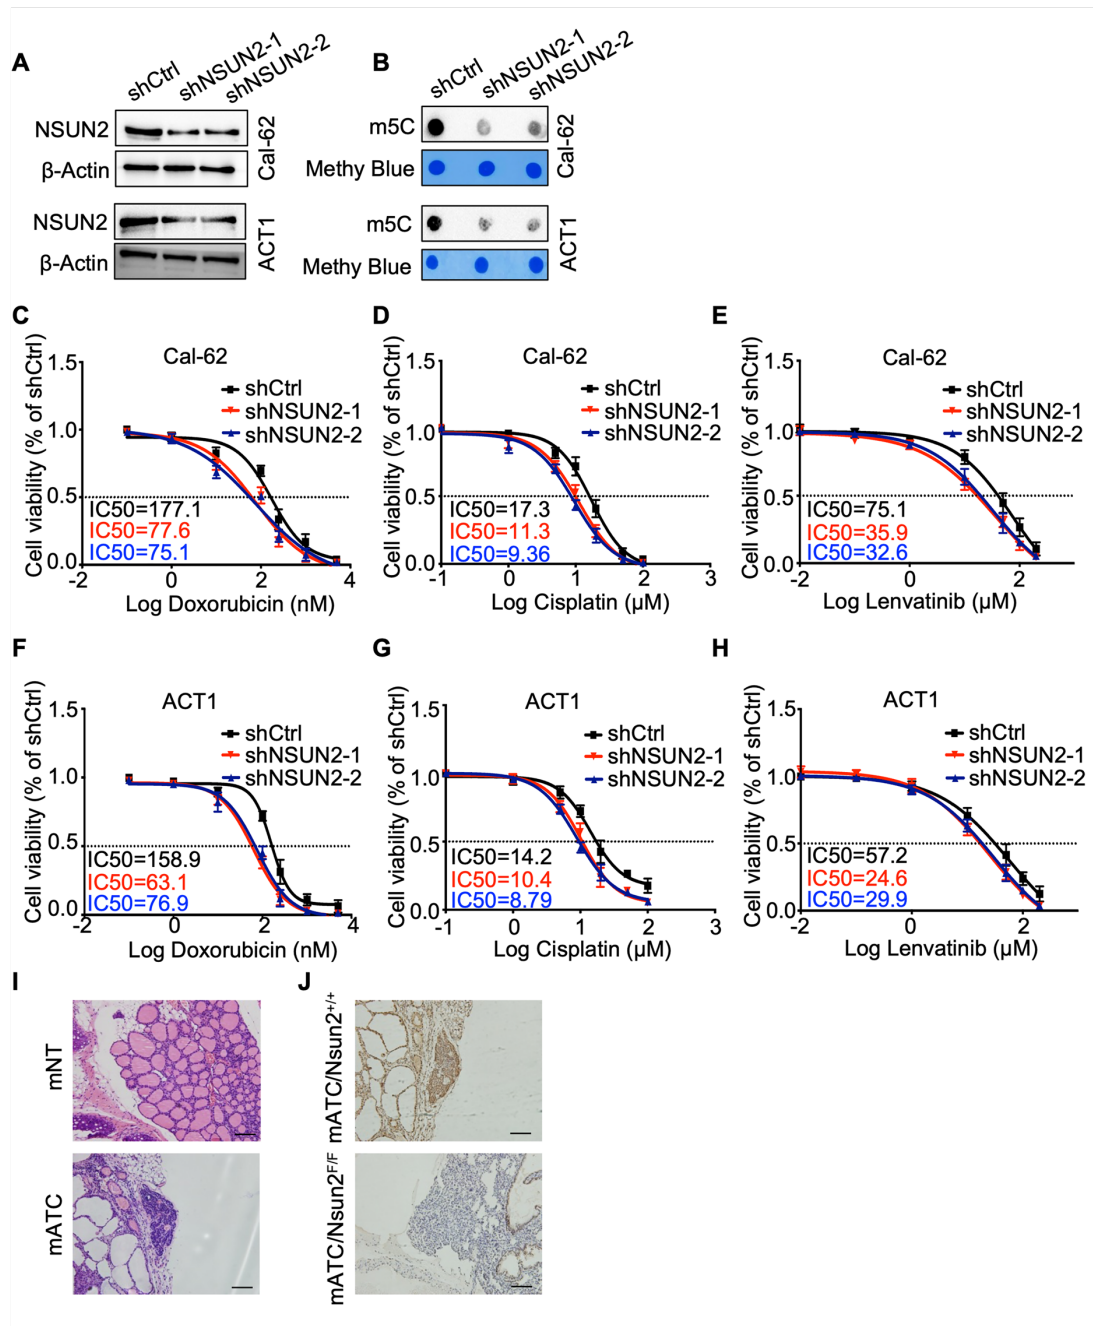 A
shCtrl
shNSUN2-1
shNSUN2-2
NSUN2
β-Actin
Cal-62
NSUN2
β-Actin
ACT1
B
shCtrl
shNSUN2-1
shNSUN2-2
m5C
Methy Blue
Cal-62
m5C
Methy Blue
ACT1
C
Cal-62
Cell viability (% of shCtrl)
1.5
1.0
0.5
0.0
shCtrl
shNSUN2-1
shNSUN2-2
IC50=177.1
IC50=77.6
IC50=75.1
-2 0 2 4
Log Doxorubicin (nM)
D
Cal-62
Cell viability (% of shCtrl)
1.5
1.0
0.5
0.0
shCtrl
shNSUN2-1
shNSUN2-2
IC50=17.3
IC50=11.3
IC50=9.36
-1 0 1 2 3
Log Cisplatin (μM)
E
Cal-62
Cell viability (% of shCtrl)
1.5
1.0
0.5
0.0
shCtrl
shNSUN2-1
shNSUN2-2
IC50=75.1
IC50=35.9
IC50=32.6
-2 0 2
Log Lenvatinib (μM)
F
ACT1
Cell viability (% of shCtrl)
1.5
1.0
0.5
0.0
shCtrl
shNSUN2-1
shNSUN2-2
IC50=158.9
IC50=63.1
IC50=76.9
-2 0 2 4
Log Doxorubicin (nM)
G
ACT1
Cell viability (% of shCtrl)
1.5
1.0
0.5
0.0
shCtrl
shNSUN2-1
shNSUN2-2
IC50=14.2
IC50=10.4
IC50=8.79
-1 0 1 2 3
Log Cisplatin (μM)
H
ACT1
Cell viability (% of shCtrl)
1.5
1.0
0.5
0.0
shCtrl
shNSUN2-1
shNSUN2-2
IC50=57.2
IC50=24.6
IC50=29.9
-2 0 2
Log Lenvatinib (μM)
I
mNT
mATC
J
mATC/Nsun2+/+
mATC/Nsun2F/F